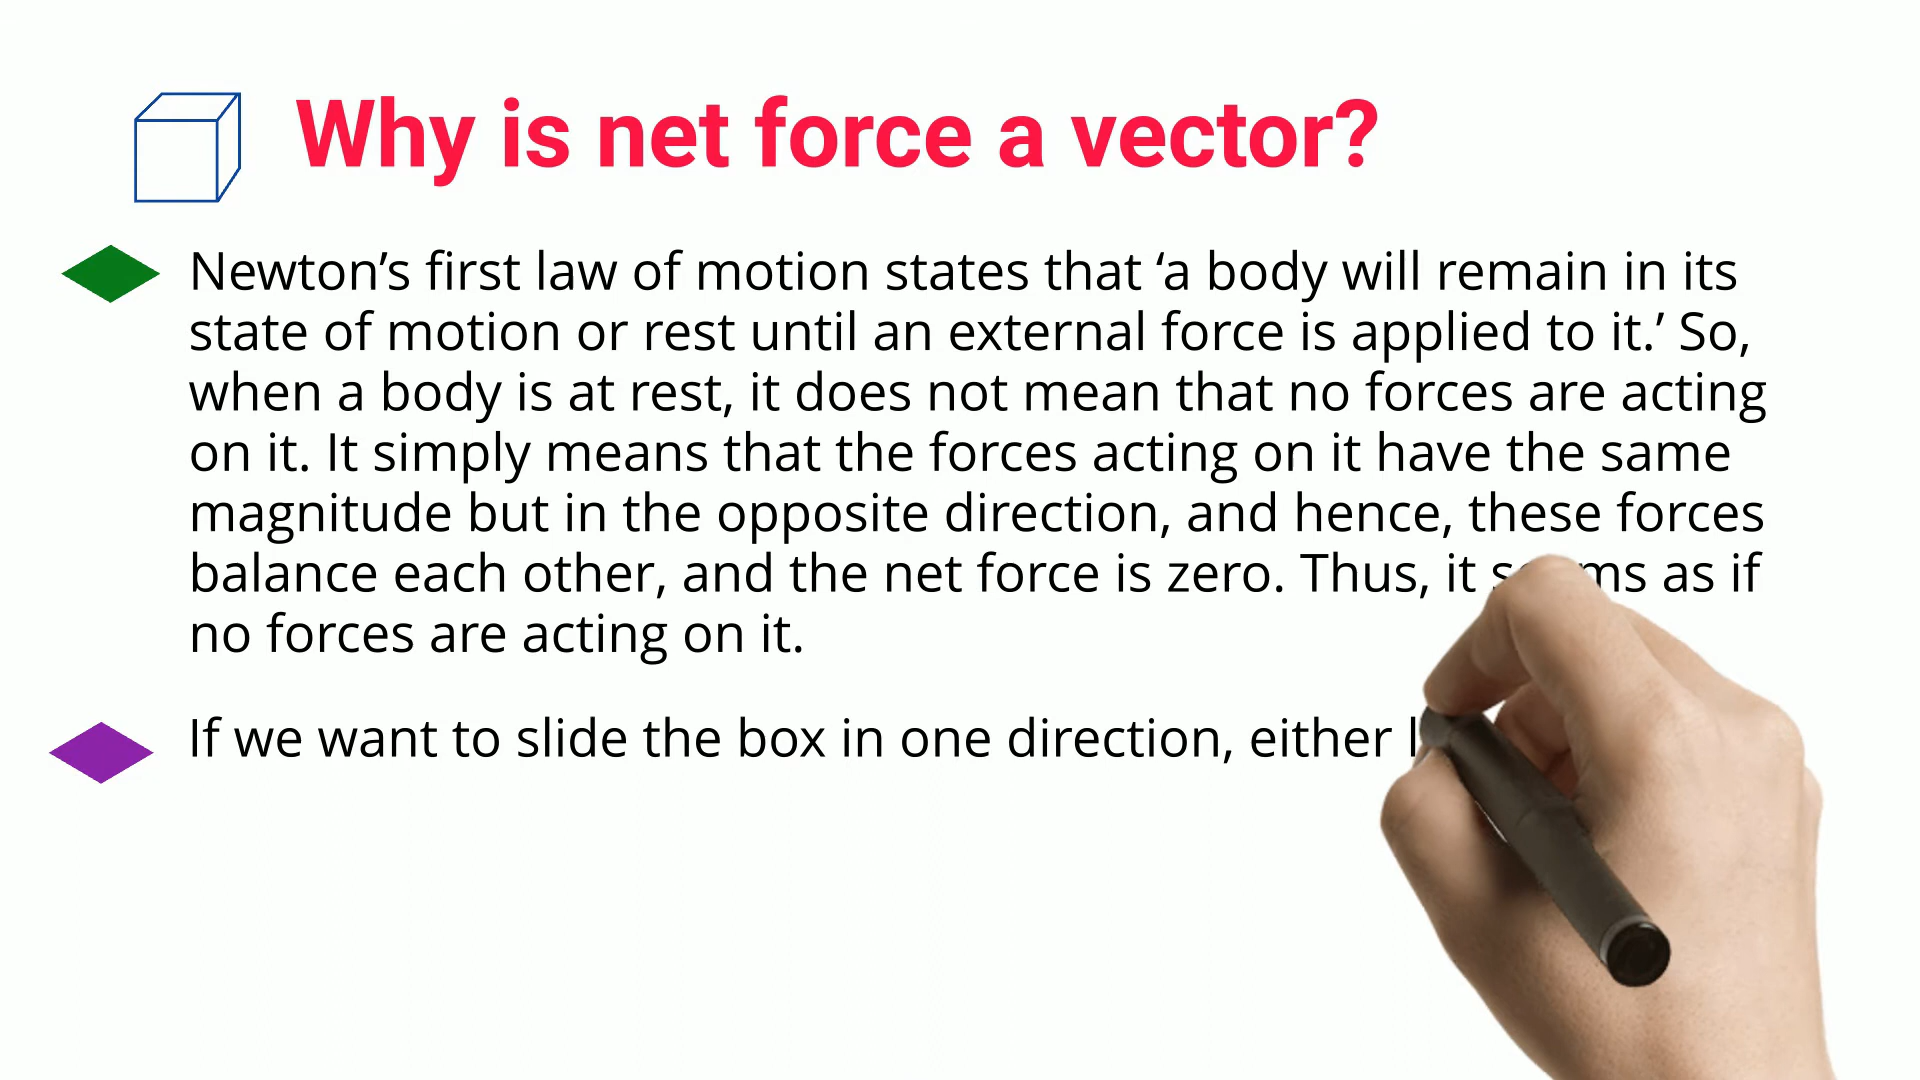 Why is net force a vector?
Newton’s first law of motion states that ‘a body will remain in its
state of motion or rest until an external force is applied to it.’ So,
when a body is at rest, it does not mean that no forces are acting
on it. It simply means that the forces acting on it have the same
magnitude but in the opposite direction, and hence, these forces
balance each other, and the net force is zero. Thus, it as if
no forces are acting on it.
If we want to slide the box in one direction, either